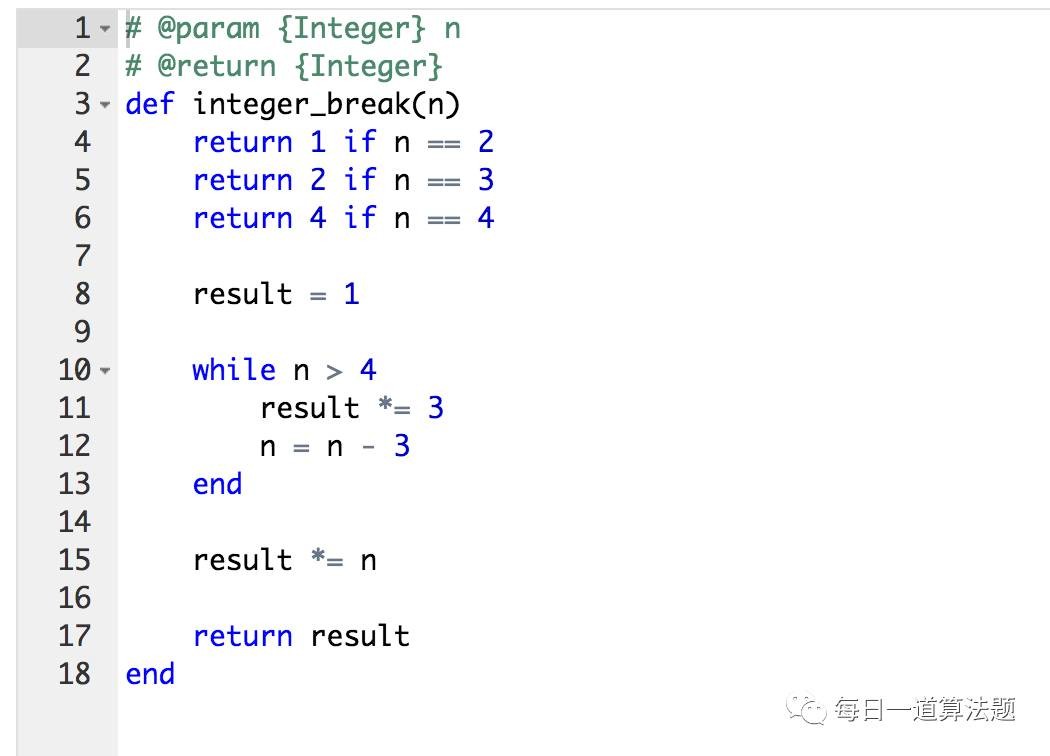 1 # @param {Integer} n
2 # @return {Integer}
3 def integer_break(n)
4     return 1 if n == 2
5     return 2 if n == 3
6     return 4 if n == 4
7
8     result = 1
9
10     while n > 4
11         result *= 3
12         n = n - 3
13     end
14
15     result *= n
16
17     return result
18 end
每日一道算法题